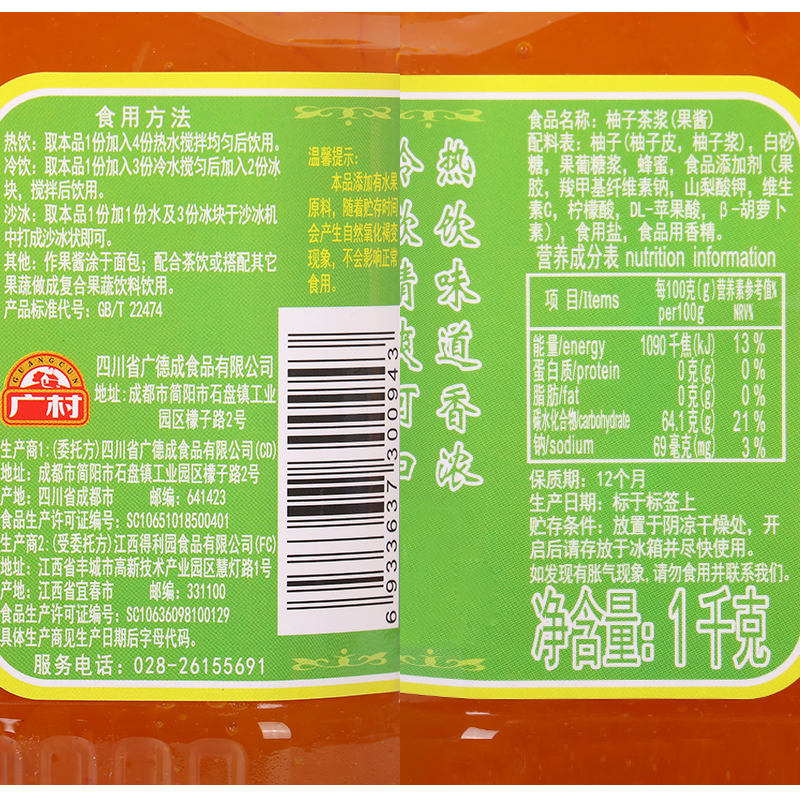 食用方法
热饮：取本品1份加入4份热水搅拌均匀后饮用。
冷饮：取本品1份加入3份冷水搅匀后加入2份冰
块，搅拌后饮用。
沙冰：取本品1份加1份水及3份冰块于沙冰机
中打成沙冰状即可。
其他：作果酱涂于面包；配合茶饮或搭配其它
果蔬做成复合果蔬饮料饮用。
产品标准代号：GB/T 22474
温馨提示：
本品添加有水果
原料，随着贮存时间
会产生自然氧化褐变
现象，不会影响正常
食用。
GUANGCUN
广村
四川省广德成食品有限公司
地址：成都市简阳市石盘镇工业
园区檬子路2号
生产商1：(委托方)四川省广德成食品有限公司(CD)
地址：成都市简阳市石盘镇工业园区檬子路2号
产地：四川省成都市 邮编：641423
食品生产许可证编号：SC10651018500401
生产商2：(受委托方)江西得利园食品有限公司(FC)
地址：江西省丰城市高新技术产业园区慧灯路1号
产地：江西省宜春市 邮编：331100
食品生产许可证编号：SC10636098100129
具体生产商见生产日期后字母代码。
服务电话：028-26155691
6933637300943
热饮味道香浓
冷饮清爽可口
食品名称：柚子茶浆(果酱)
配料表：柚子(柚子皮，柚子浆)，白砂
糖，果葡糖浆，蜂蜜，食品添加剂（果
胶，羧甲基纤维素钠，山梨酸钾，维生
素C，柠檬酸，DL-苹果酸，β-胡萝卜
素），食用盐，食品用香精。
营养成分表 nutrition information
项 目/Items 每100克(g)per100g 营养素参考值%NRV%
能量/energy 1090千焦(kJ) 13%
蛋白质/protein 0克(g) 0%
脂肪/fat 0克(g) 0%
碳水化合物/carbohydrate 64.1克(g) 21%
钠/sodium 69毫克(mg) 3%
保质期：12个月
生产日期：标于标签上
贮存条件：放置于阴凉干燥处，开
启后请存放于冰箱并尽快使用。
如发现有胀气现象，请勿食用并联系我们。
净含量：1千克